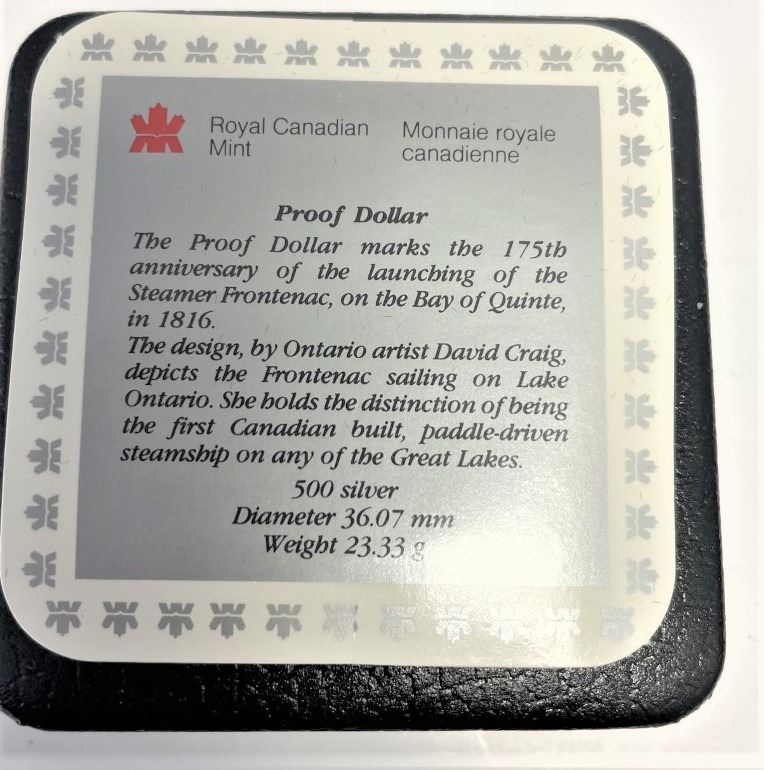 Royal Canadian Mint
Monnaie royale canadienne
Proof Dollar
The Proof Dollar marks the 175th
anniversary of the launching of the
Steamer Frontenac, on the Bay of Quinte,
in 1816.
The design, by Ontario artist David Craig,
depicts the Frontenac sailing on Lake
Ontario. She holds the distinction of being
the first Canadian built, paddle-driven
steamship on any of the Great Lakes.
500 silver
Diameter 36.07 mm
Weight 23.33 g